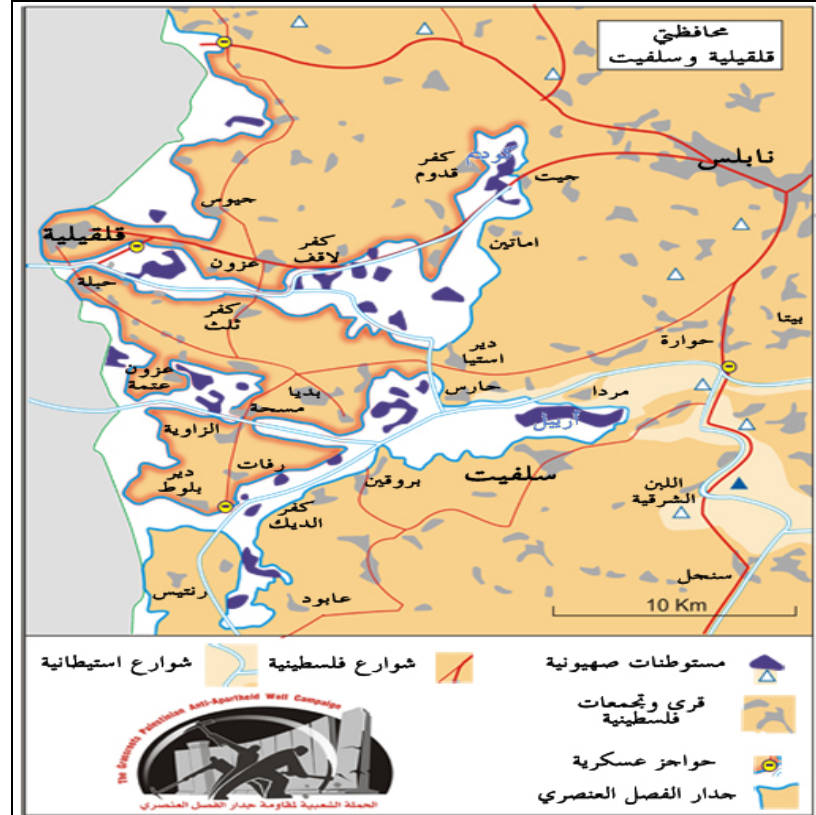 محافظتي
قلقيلية وسلفيت
نابلس
كفر
قدوم
كدوم
جيت
جيوس
اماتين
قلقيلية
كفر
لاقف
عزون
حبلة
كفر
ثلث
بيتا
حوارة
دير
استيا
عزون
عتمة
بديا
حارس
مردا
مسحة
أرييل
الزاوية
رفات
سلفيت
دير
بلوط
بروقين
اللبن
الشرقية
كفر
الديك
سنجل
رنتيس
عابود
10 Km
مستوطنات صهيونية
شوارع فلسطينية
شوارع استيطانية
قرى وتجمعات
فلسطينية
حواجز عسكرية
جدار الفصل العنصري
The Grassroots Palestinian Anti-Apartheid Wall Campaign
الحملة الشعبية لمقاومة جدار الفصل العنصري